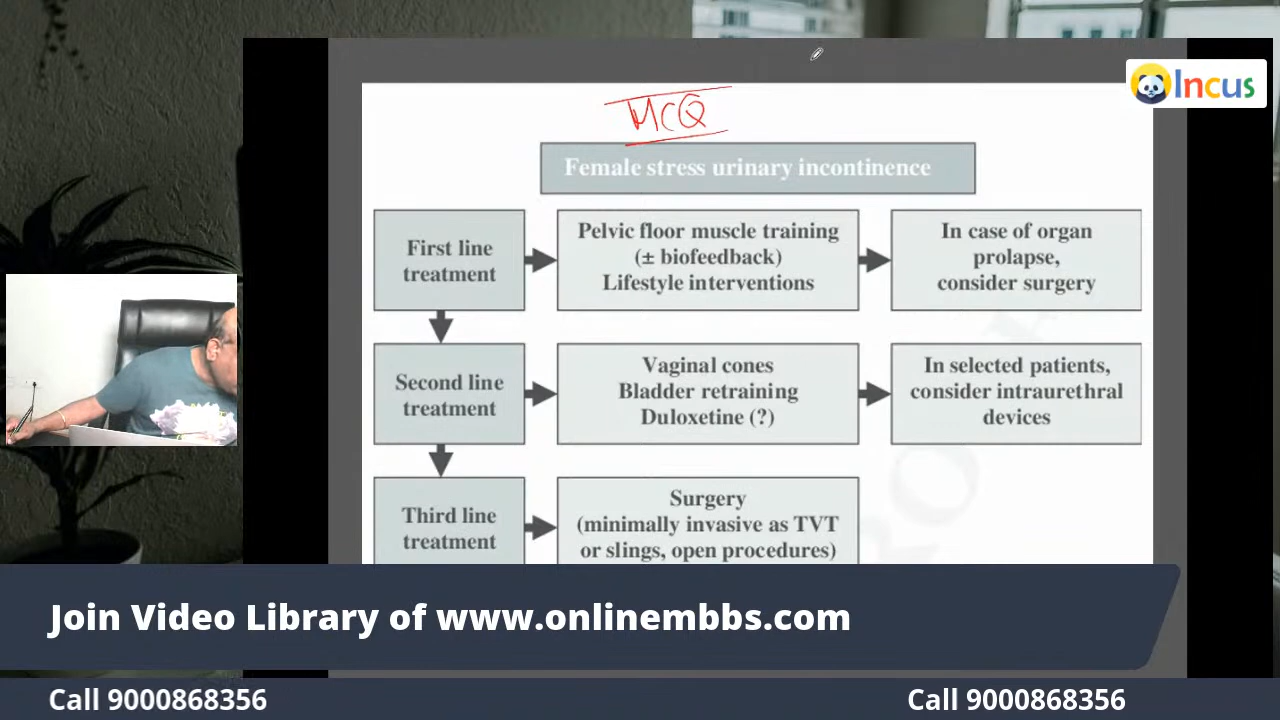 Incus
MCQ
Female stress urinary incontinence
First line
treatment
Pelvic floor muscle training
(± biofeedback)
Lifestyle interventions
In case of organ
prolapse,
consider surgery
Second line
treatment
Vaginal cones
Bladder retraining
Duloxetine (?)
In selected patients,
consider intraurethral
devices
Third line
treatment
Surgery
(minimally invasive as TVT
or slings, open procedures)
Join Video Library of www.onlinembbs.com
Call 9000868356
Call 9000868356